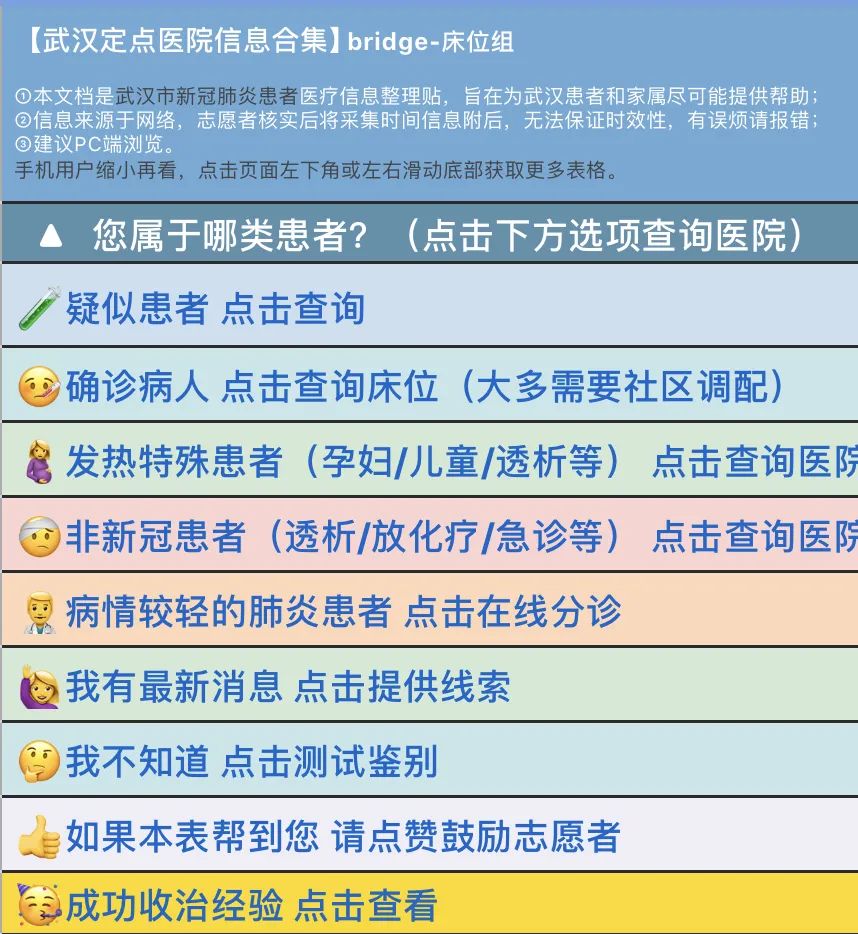 【武汉定点医院信息合集】bridge-床位组
①本文档是武汉市新冠肺炎患者医疗信息整理贴，旨在为武汉患者和家属尽可能提供帮助；
②信息来源于网络，志愿者核实后将采集时间信息附后，无法保证时效性，有误烦请报错；
③建议PC端浏览。
手机用户缩小再看，点击页面左下角或左右滑动底部获取更多表格。
▲ 您属于哪类患者？（点击下方选项查询医院）
疑似患者 点击查询
确诊病人 点击查询床位（大多需要社区调配）
发热特殊患者（孕妇/儿童/透析等） 点击查询医院
非新冠患者（透析/放化疗/急诊等） 点击查询医院
病情较轻的肺炎患者 点击在线分诊
我有最新消息 点击提供线索
我不知道 点击测试鉴别
如果本表帮到您 请点赞鼓励志愿者
成功收治经验 点击查看